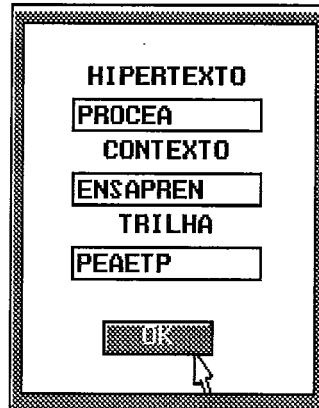 HIPERTEXTO
PROCEA
CONTEXTO
ENSAPREN
TRILHA
PEAETP
OK